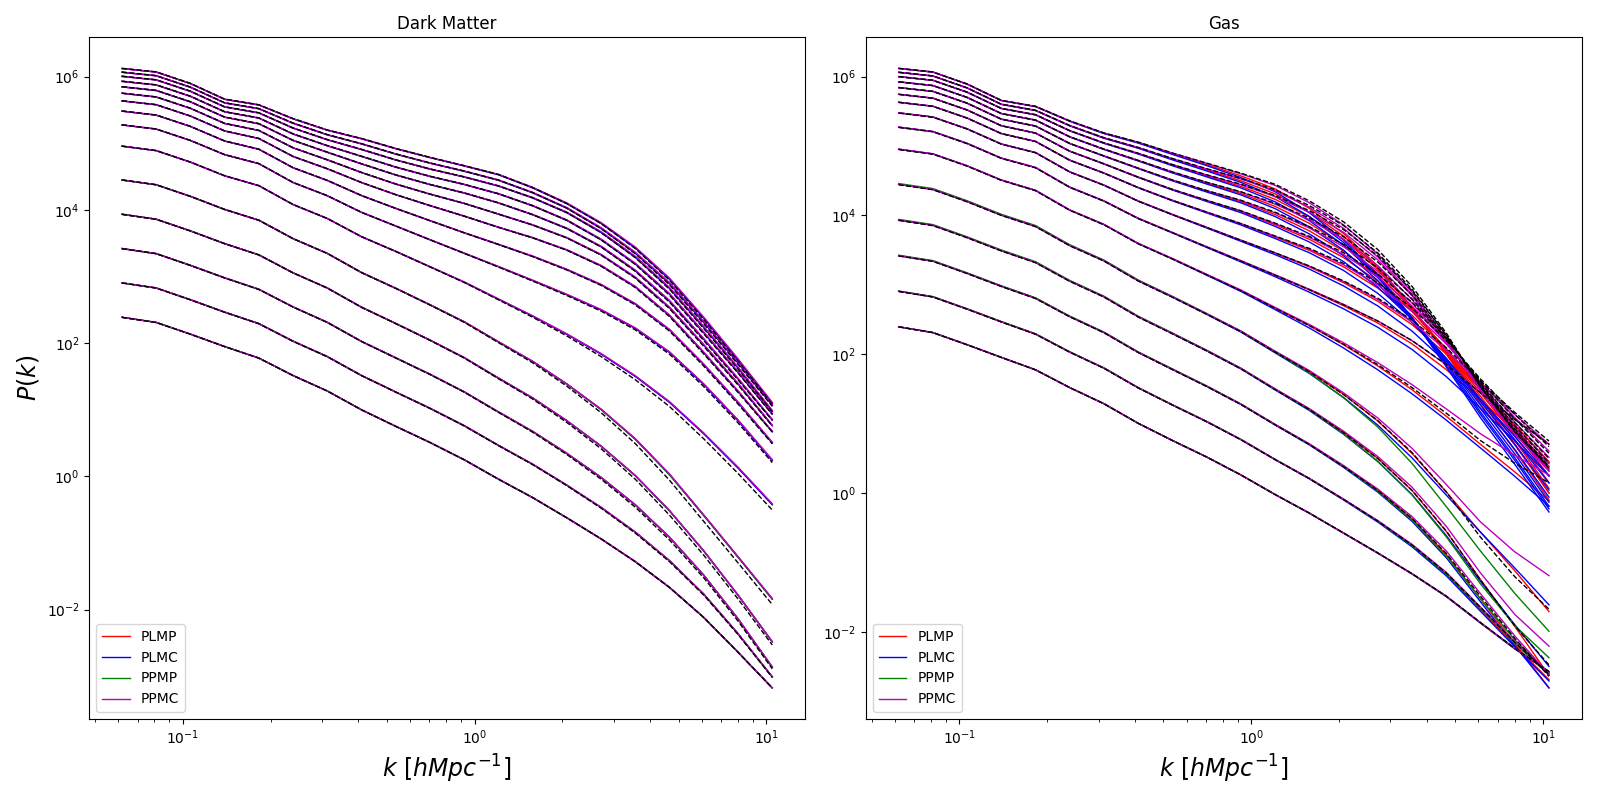 Dark Matter
P(k)
10^6
10^4
10^2
10^0
10^{-2}
PLMP
PLMC
PPMP
PPMC
10^{-1}
10^0
10^1
k [hMpc^{-1}]
Gas
10^6
10^4
10^2
10^0
10^{-2}
PLMP
PLMC
PPMP
PPMC
10^{-1}
10^0
10^1
k [hMpc^{-1}]